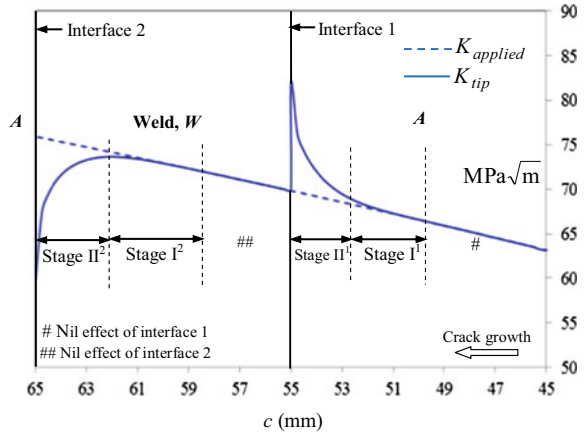 Interface 2
Interface 1
90
K_applied
K_tip
85
80
A
Weld, W
A
75
MPa√m
70
Stage II²
Stage I²
##
Stage II¹
Stage I¹
#
65
60
# Nil effect of interface 1
## Nil effect of interface 2
Crack growth
55
50
65 63 61 59 57 55 53 51 49 47 45
c (mm)